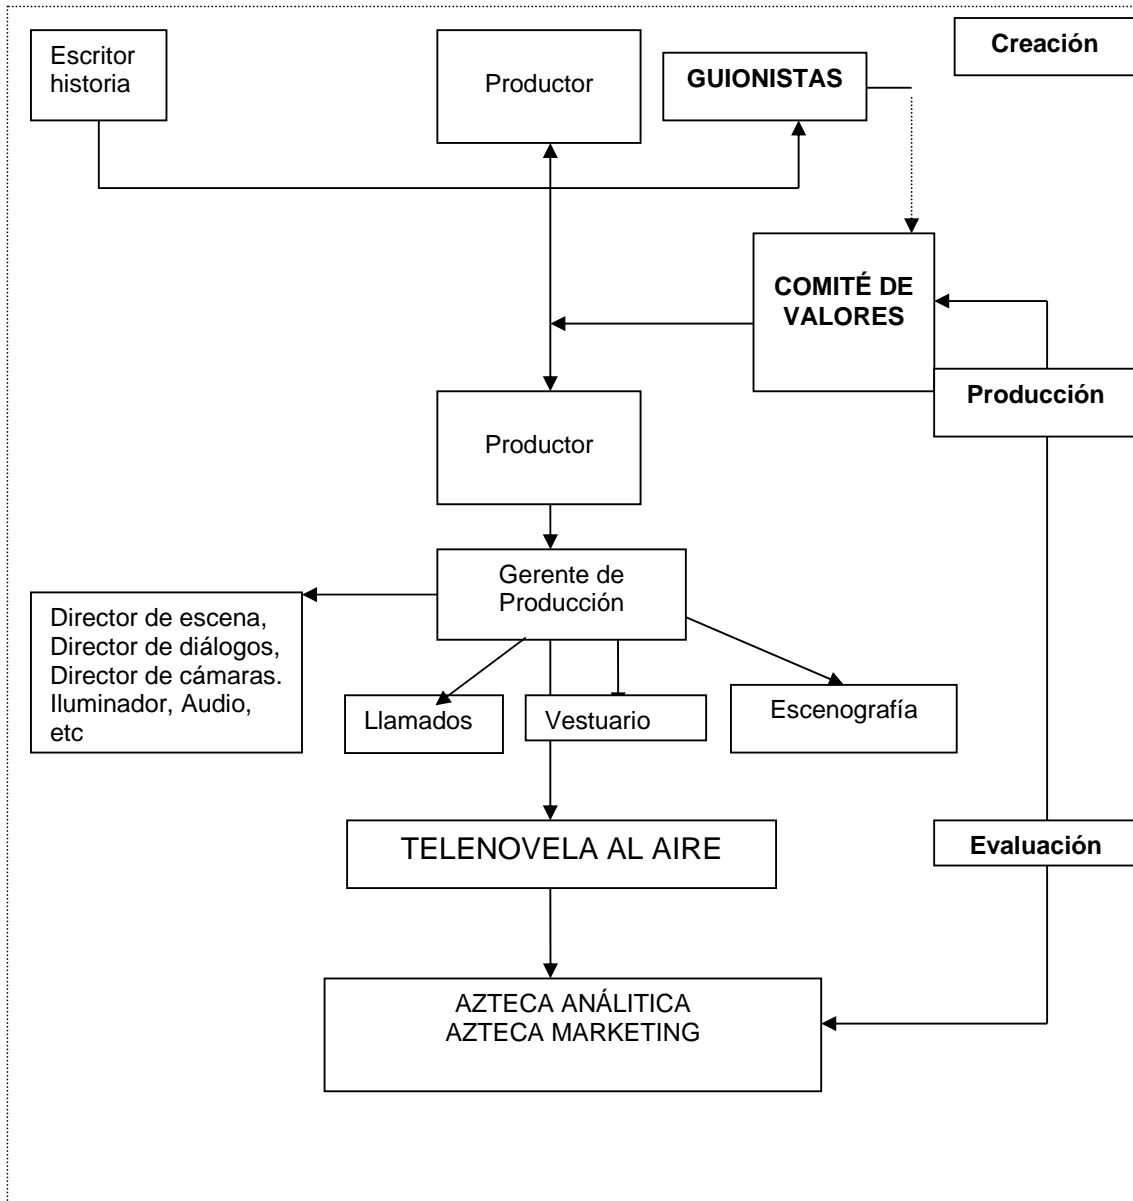 Escritor
historia
Productor
GUIONISTAS
Creación
COMITÉ DE
VALORES
Producción
Productor
Gerente de
Producción
Director de escena,
Director de diálogos,
Director de cámaras.
Iluminador, Audio,
etc
Llamados
Vestuario
Escenografía
TELENOVELA AL AIRE
Evaluación
AZTECA ANÁLITICA
AZTECA MARKETING